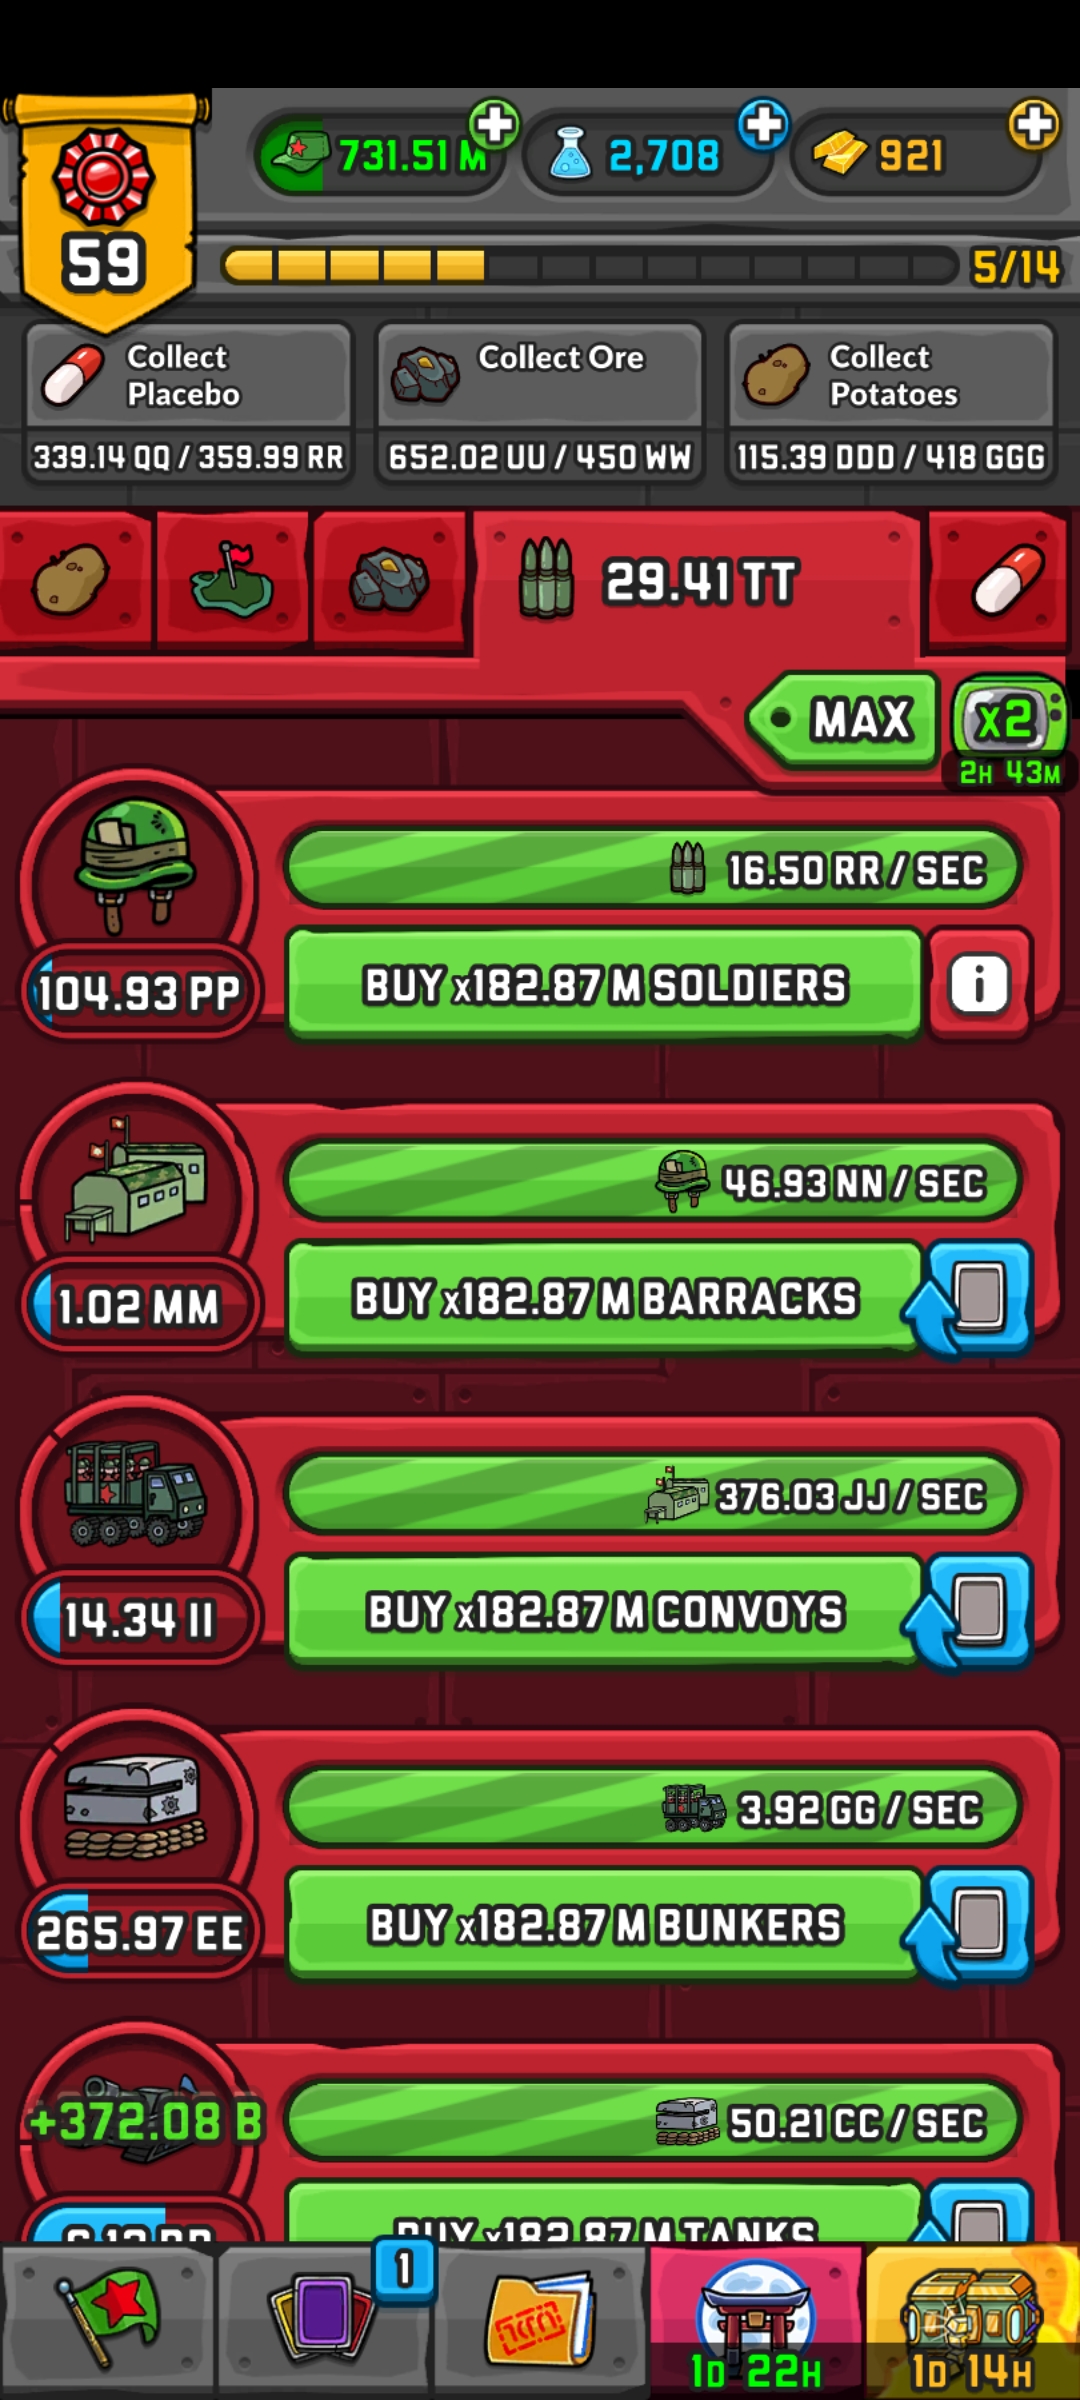 731.51 M
2,708
921
59
5/14
Collect
Placebo
339.14 QQ / 359.99 RR
Collect Ore
652.02 UU / 450 WW
Collect
Potatoes
115.39 DDD / 418 GGG
29.41 TT
MAX
x2
2H 43M
16.50 RR / SEC
104.93 PP
BUY x182.87 M SOLDIERS
i
46.93 NN / SEC
1.02 MM
BUY x182.87 M BARRACKS
376.03 JJ / SEC
14.34 II
BUY x182.87 M CONVOYS
3.92 GG / SEC
265.97 EE
BUY x182.87 M BUNKERS
+372.08 B
50.21 CC / SEC
BUY x182.87 M TANKS
1
1D 22H
1D 14H